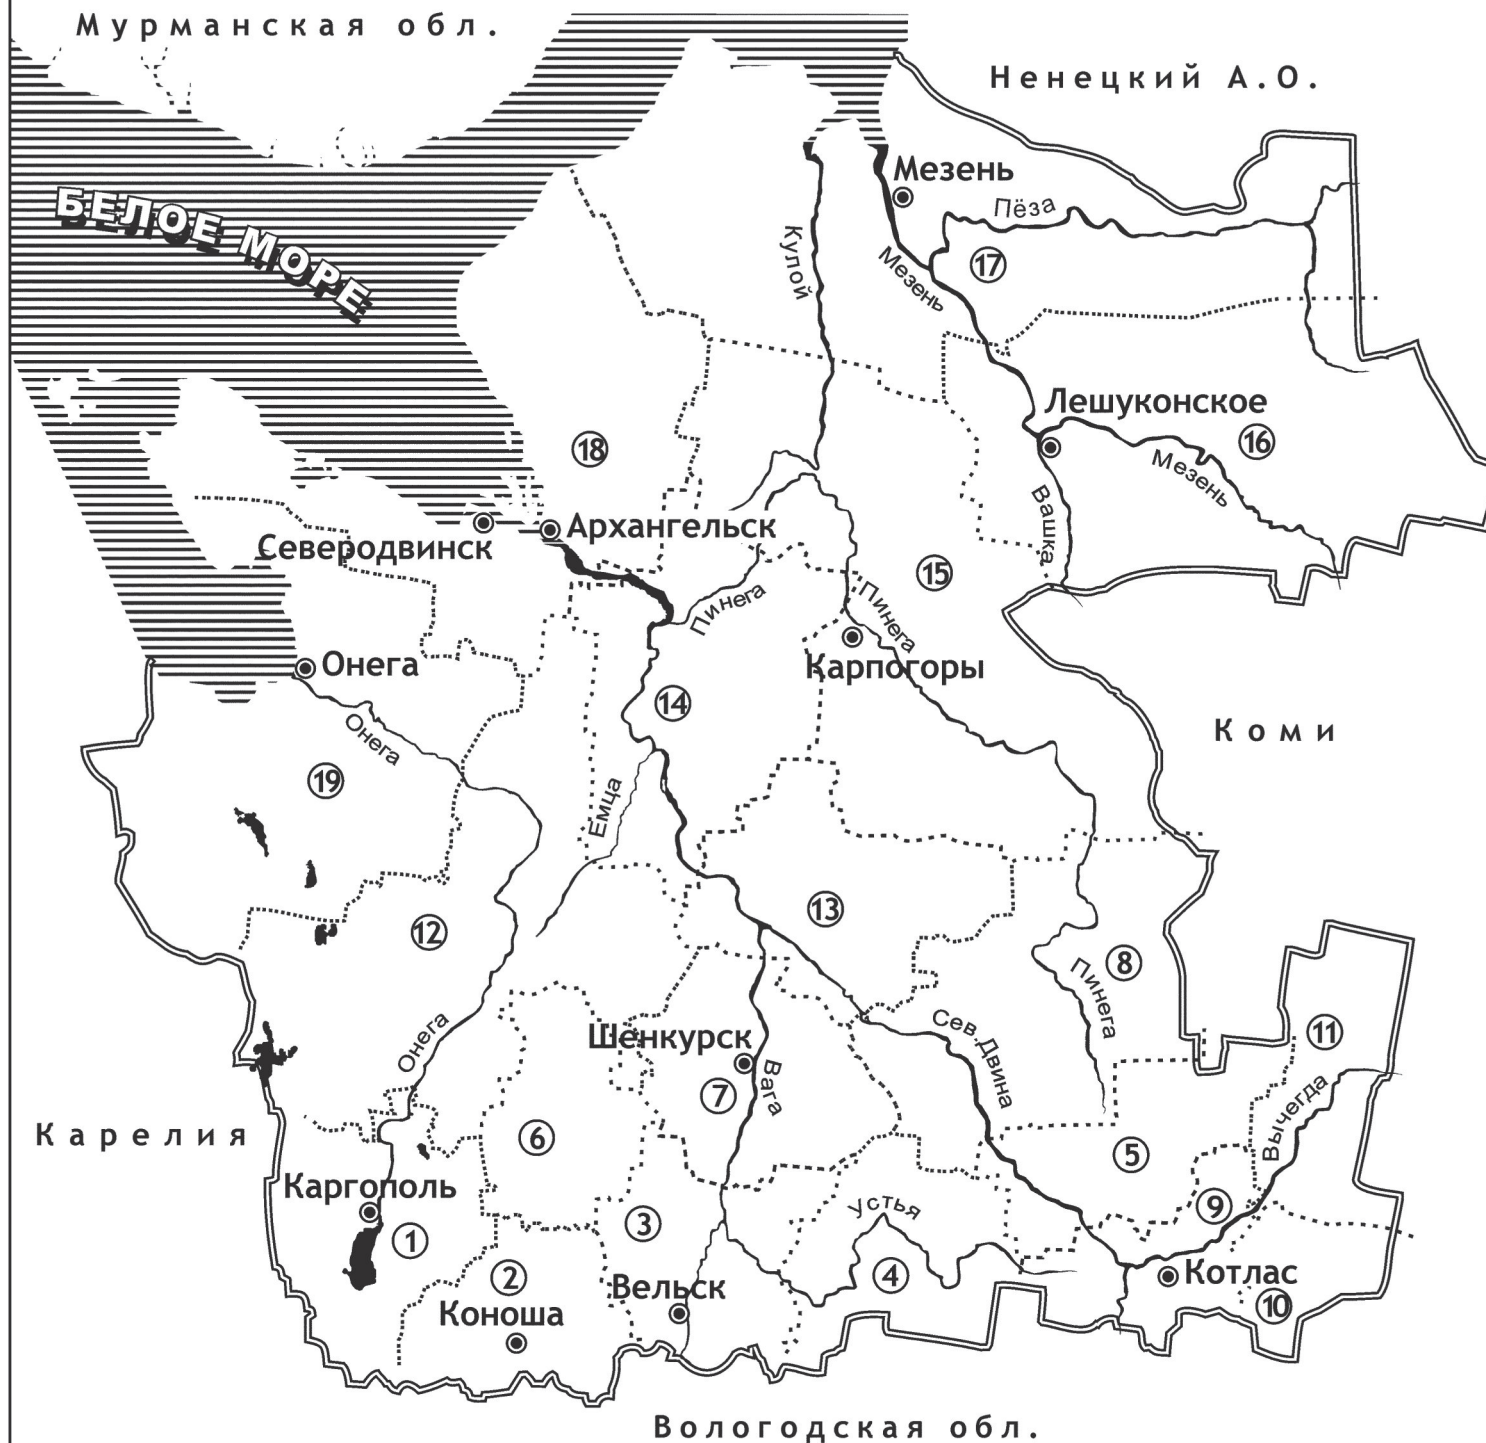 Мурманская обл.
Ненецкий А.О.
БЕЛОЕ МОРЕ
Мезень
Пёза
Кулой
Мезень
17
Лешуконское
16
Мезень
Вашка
18
Северодвинск
Архангельск
Пинега
15
Пинега
Карпогоры
Онега
Онега
14
Коми
19
Емца
12
13
8
Пинега
Онега
Шенкурск
Сев. Двина
11
7
Вага
Вычегда
Карелия
6
5
Каргополь
1
3
Устья
9
2
Коноша
Вельск
4
Котлас
10
Вологодская обл.